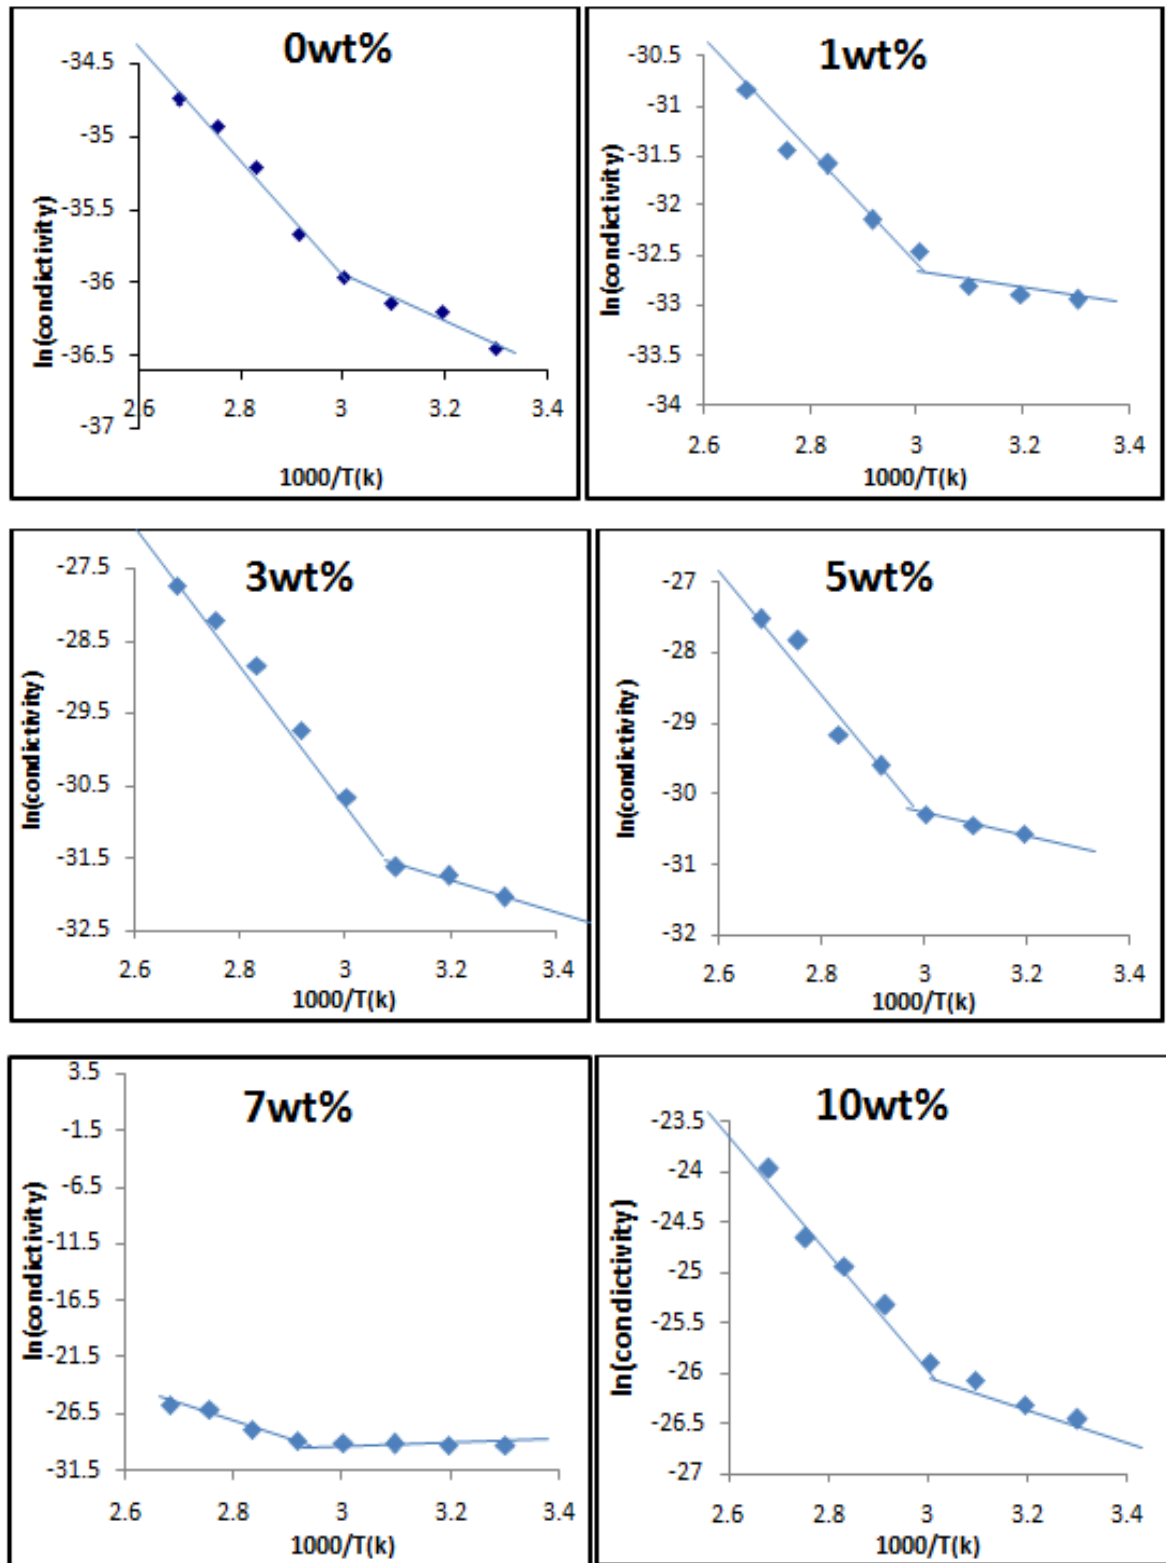 0wt%
-34.5
-35
-35.5
-36
-36.5
-37
2.6 2.8 3 3.2 3.4
ln(condictivity)
1000/T(k)
1wt%
-30.5
-31
-31.5
-32
-32.5
-33
-33.5
-34
2.6 2.8 3 3.2 3.4
ln(condictivity)
1000/T(k)
3wt%
-27.5
-28.5
-29.5
-30.5
-31.5
-32.5
2.6 2.8 3 3.2 3.4
ln(condictivity)
1000/T(k)
5wt%
-27
-28
-29
-30
-31
-32
2.6 2.8 3 3.2 3.4
ln(condictivity)
1000/T(k)
7wt%
3.5
-1.5
-6.5
-11.5
-16.5
-21.5
-26.5
-31.5
2.6 2.8 3 3.2 3.4
ln(condictivity)
1000/T(k)
10wt%
-23.5
-24
-24.5
-25
-25.5
-26
-26.5
-27
2.6 2.8 3 3.2 3.4
ln(condictivity)
1000/T(k)